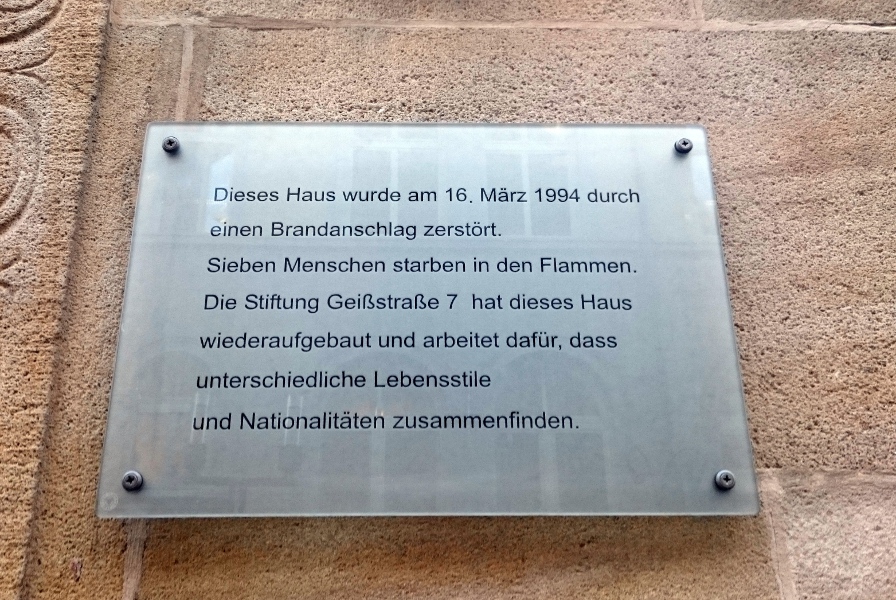 Dieses Haus wurde am 16. März 1994 durch
einen Brandanschlag zerstört.
Sieben Menschen starben in den Flammen.
Die Stiftung Geißstraße 7 hat dieses Haus
wiederaufgebaut und arbeitet dafür, dass
unterschiedliche Lebensstile
und Nationalitäten zusammenfinden.